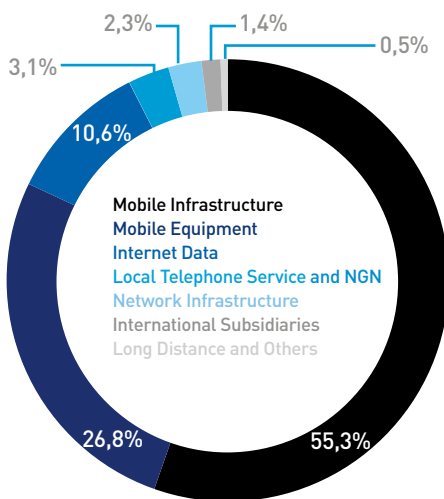 2,3%
1,4%
0,5%
3,1%
10,6%
Mobile Infrastructure
Mobile Equipment
Internet Data
Local Telephone Service and NGN
Network Infrastructure
International Subsidiaries
Long Distance and Others
26,8%
55,3%